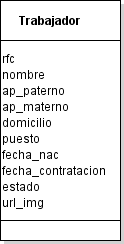 Trabajador
rfc
nombre
ap_paterno
ap_materno
domicilio
puesto
fecha_nac
fecha_contratacion
estado
url_img